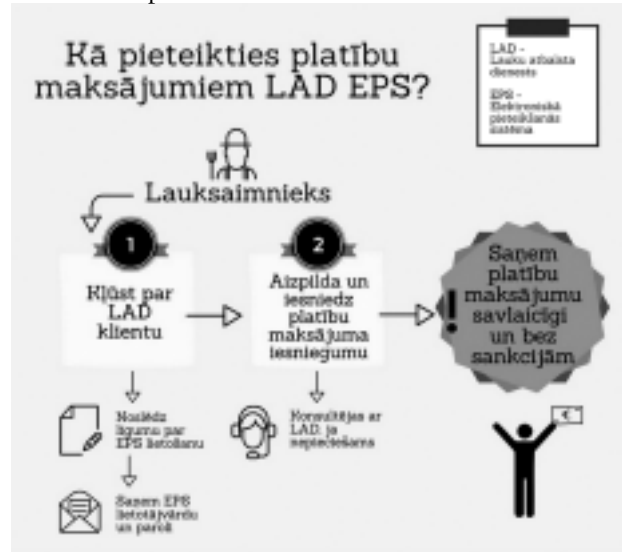 Kā pieteikties platību
maksājumiem LAD EPS?
LAD -
Lauku atbalsta
dienests
EPS -
Elektroniskā
pieteikšanās
sistēma
Lauksaimnieks
1
Kļūst par
LAD
klientu
2
Aizpilda un
iesniedz
platību
maksājuma
iesniegumu
!
Saņem
platību
maksājumu
savlaicīgi
un bez
sankcijām
Noslēdz
līgumu par
EPS lietošanu
Konsultējas ar
LAD, ja
nepieciešams
Saņem EPS
lietotājvārdu
un paroli
€